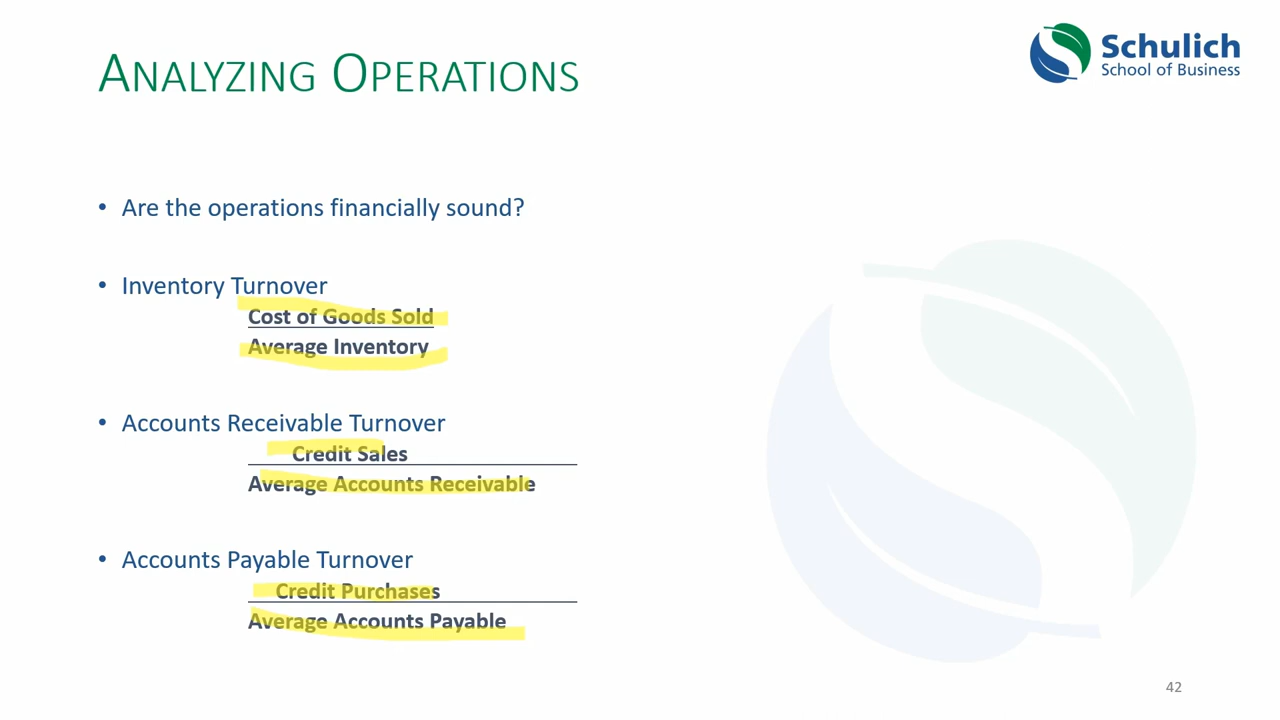 ANALYZING OPERATIONS
Schulich
School of Business
• Are the operations financially sound?
• Inventory Turnover
Cost of Goods Sold
Average Inventory
• Accounts Receivable Turnover
Credit Sales
Average Accounts Receivable
• Accounts Payable Turnover
Credit Purchases
Average Accounts Payable
42